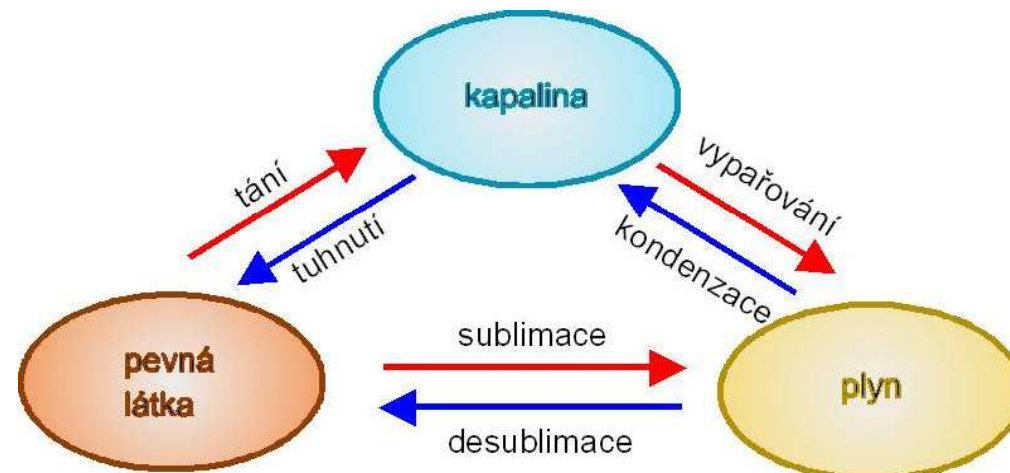 kapalina
tání
tuhnutí
vypařování
kondenzace
sublimace
pevná
látka
plyn
desublimace